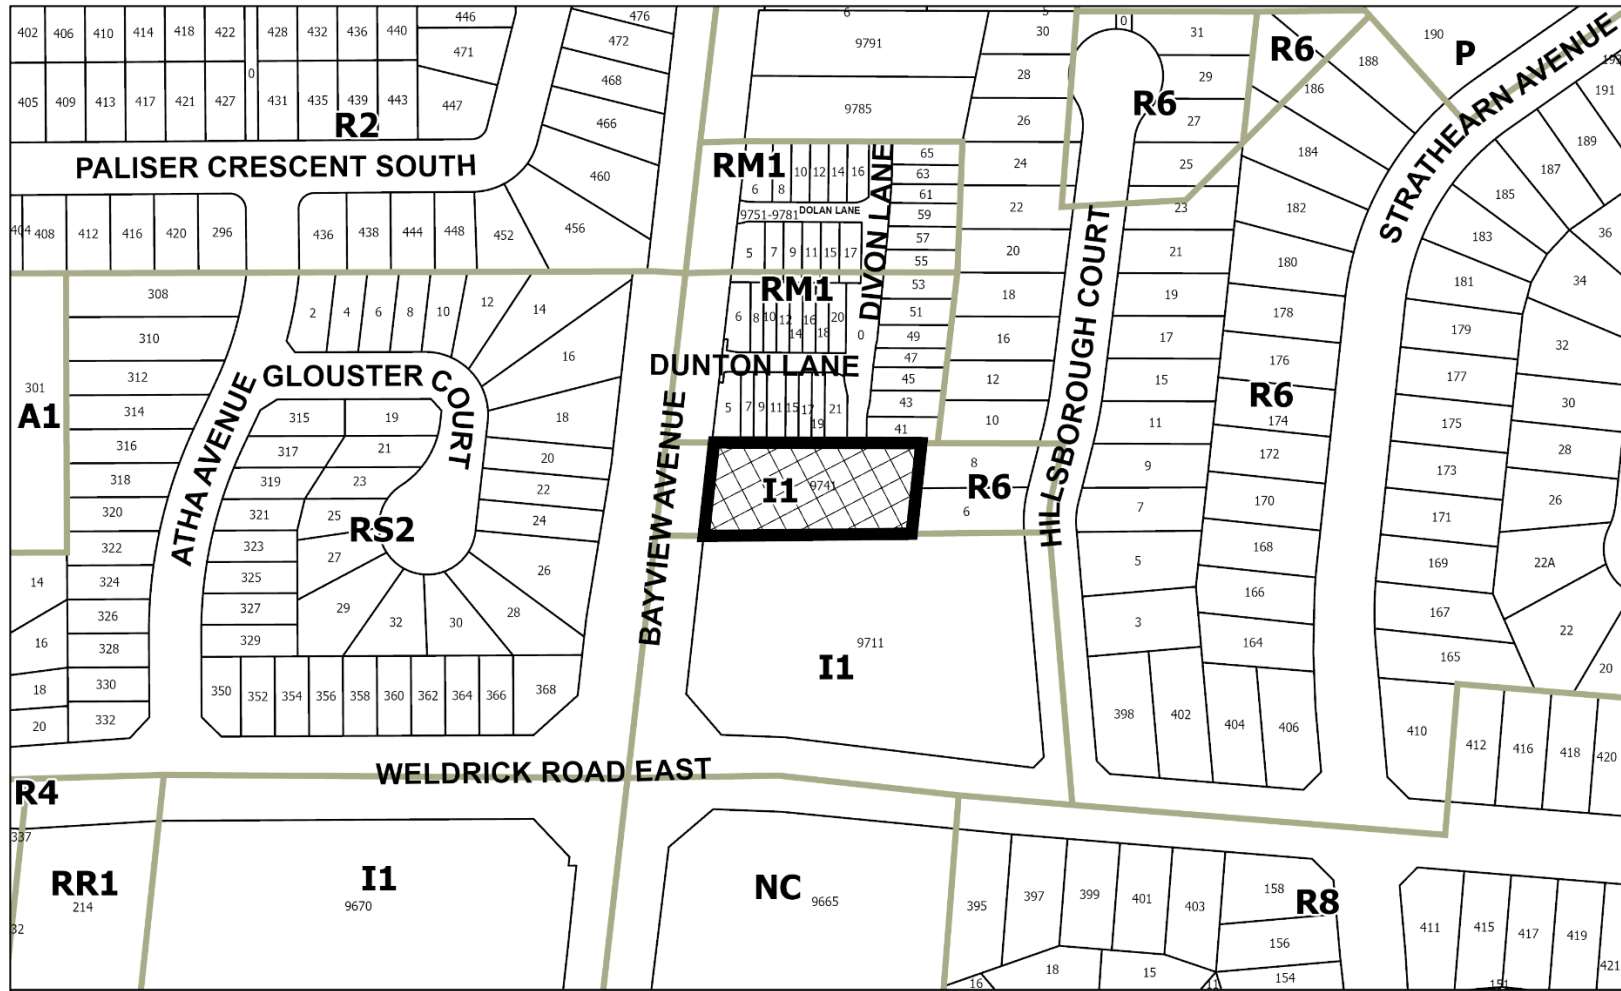 402 406 410 414 418 422 428 432 436 440 446 476 6 5 0 31 190
9791 30 R6 P
471 472 188
0 28 29 192
468 186 191
405 409 413 417 421 427 431 435 439 443 447 9785 R6
R2 466 26 27 189
STRATHEARN AVENUE
PALISER CRESCENT SOUTH
RM1 10 12 14 16 65 24 25 184 187
6 8 63
460 61 185
DIVON LANE
DOLAN LANE
9751-9781 59 22 23 182
404 408 412 416 420 296 436 438 444 448 452 456 57 183 36
5 7 9 11 15 17 55 20 21 180
RM1 53 181 34
308 2 4 6 8 10 12 14 18 19
310 6 8 10 12 14 16 18 20 0 51 178 179
49 16 17 32
HILLSBOROUGH COURT
16 DUNTON LANE 47 176
GLOUSTER COURT
312 45 12 15 177
301 R6 30
A1 314 315 19 18 5 7 9 11 15 17 19 21 43 10 11 174 175
316 41
ATHA AVENUE
BAYVIEW AVENUE
317 21 20 172 28
318 319 23 I1 9741 8 9 173
22 R6 170 26
320 321 25 24 6 7 171
RS2
322 323 27 168
14 324 325 26 5 169 22A
326 327 29 32 30 28 3 166 167
16 328 329 9711 164 22
I1 165
18 330 350 352 354 356 358 360 362 364 366 368 20
20 332 398 402 404 406 410 412 416 418 420
WELDRICK ROAD EAST
R4
337
RR1 I1 NC 395 397 399 401 403 158 R8 411 415 417 419
214 9670 9665
32 156
18 15 154 421
16 11 151